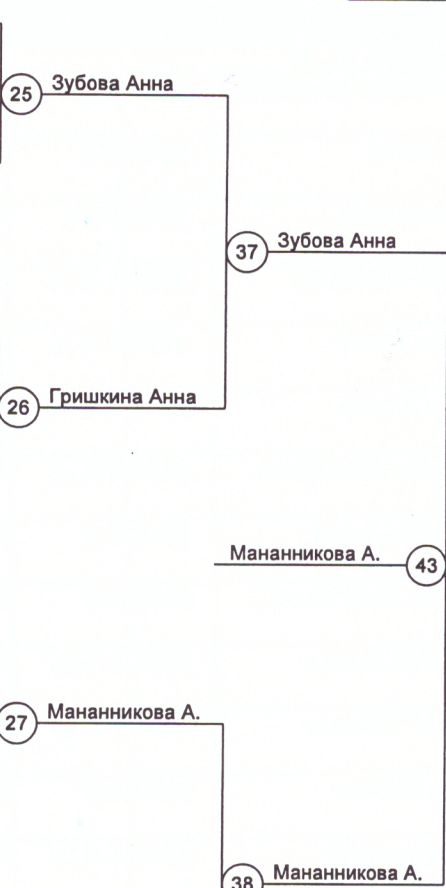 25 Зубова Анна
37 Зубова Анна
26 Гришкина Анна
Мананникова А. 43
27 Мананникова А.
38 Мананникова А.